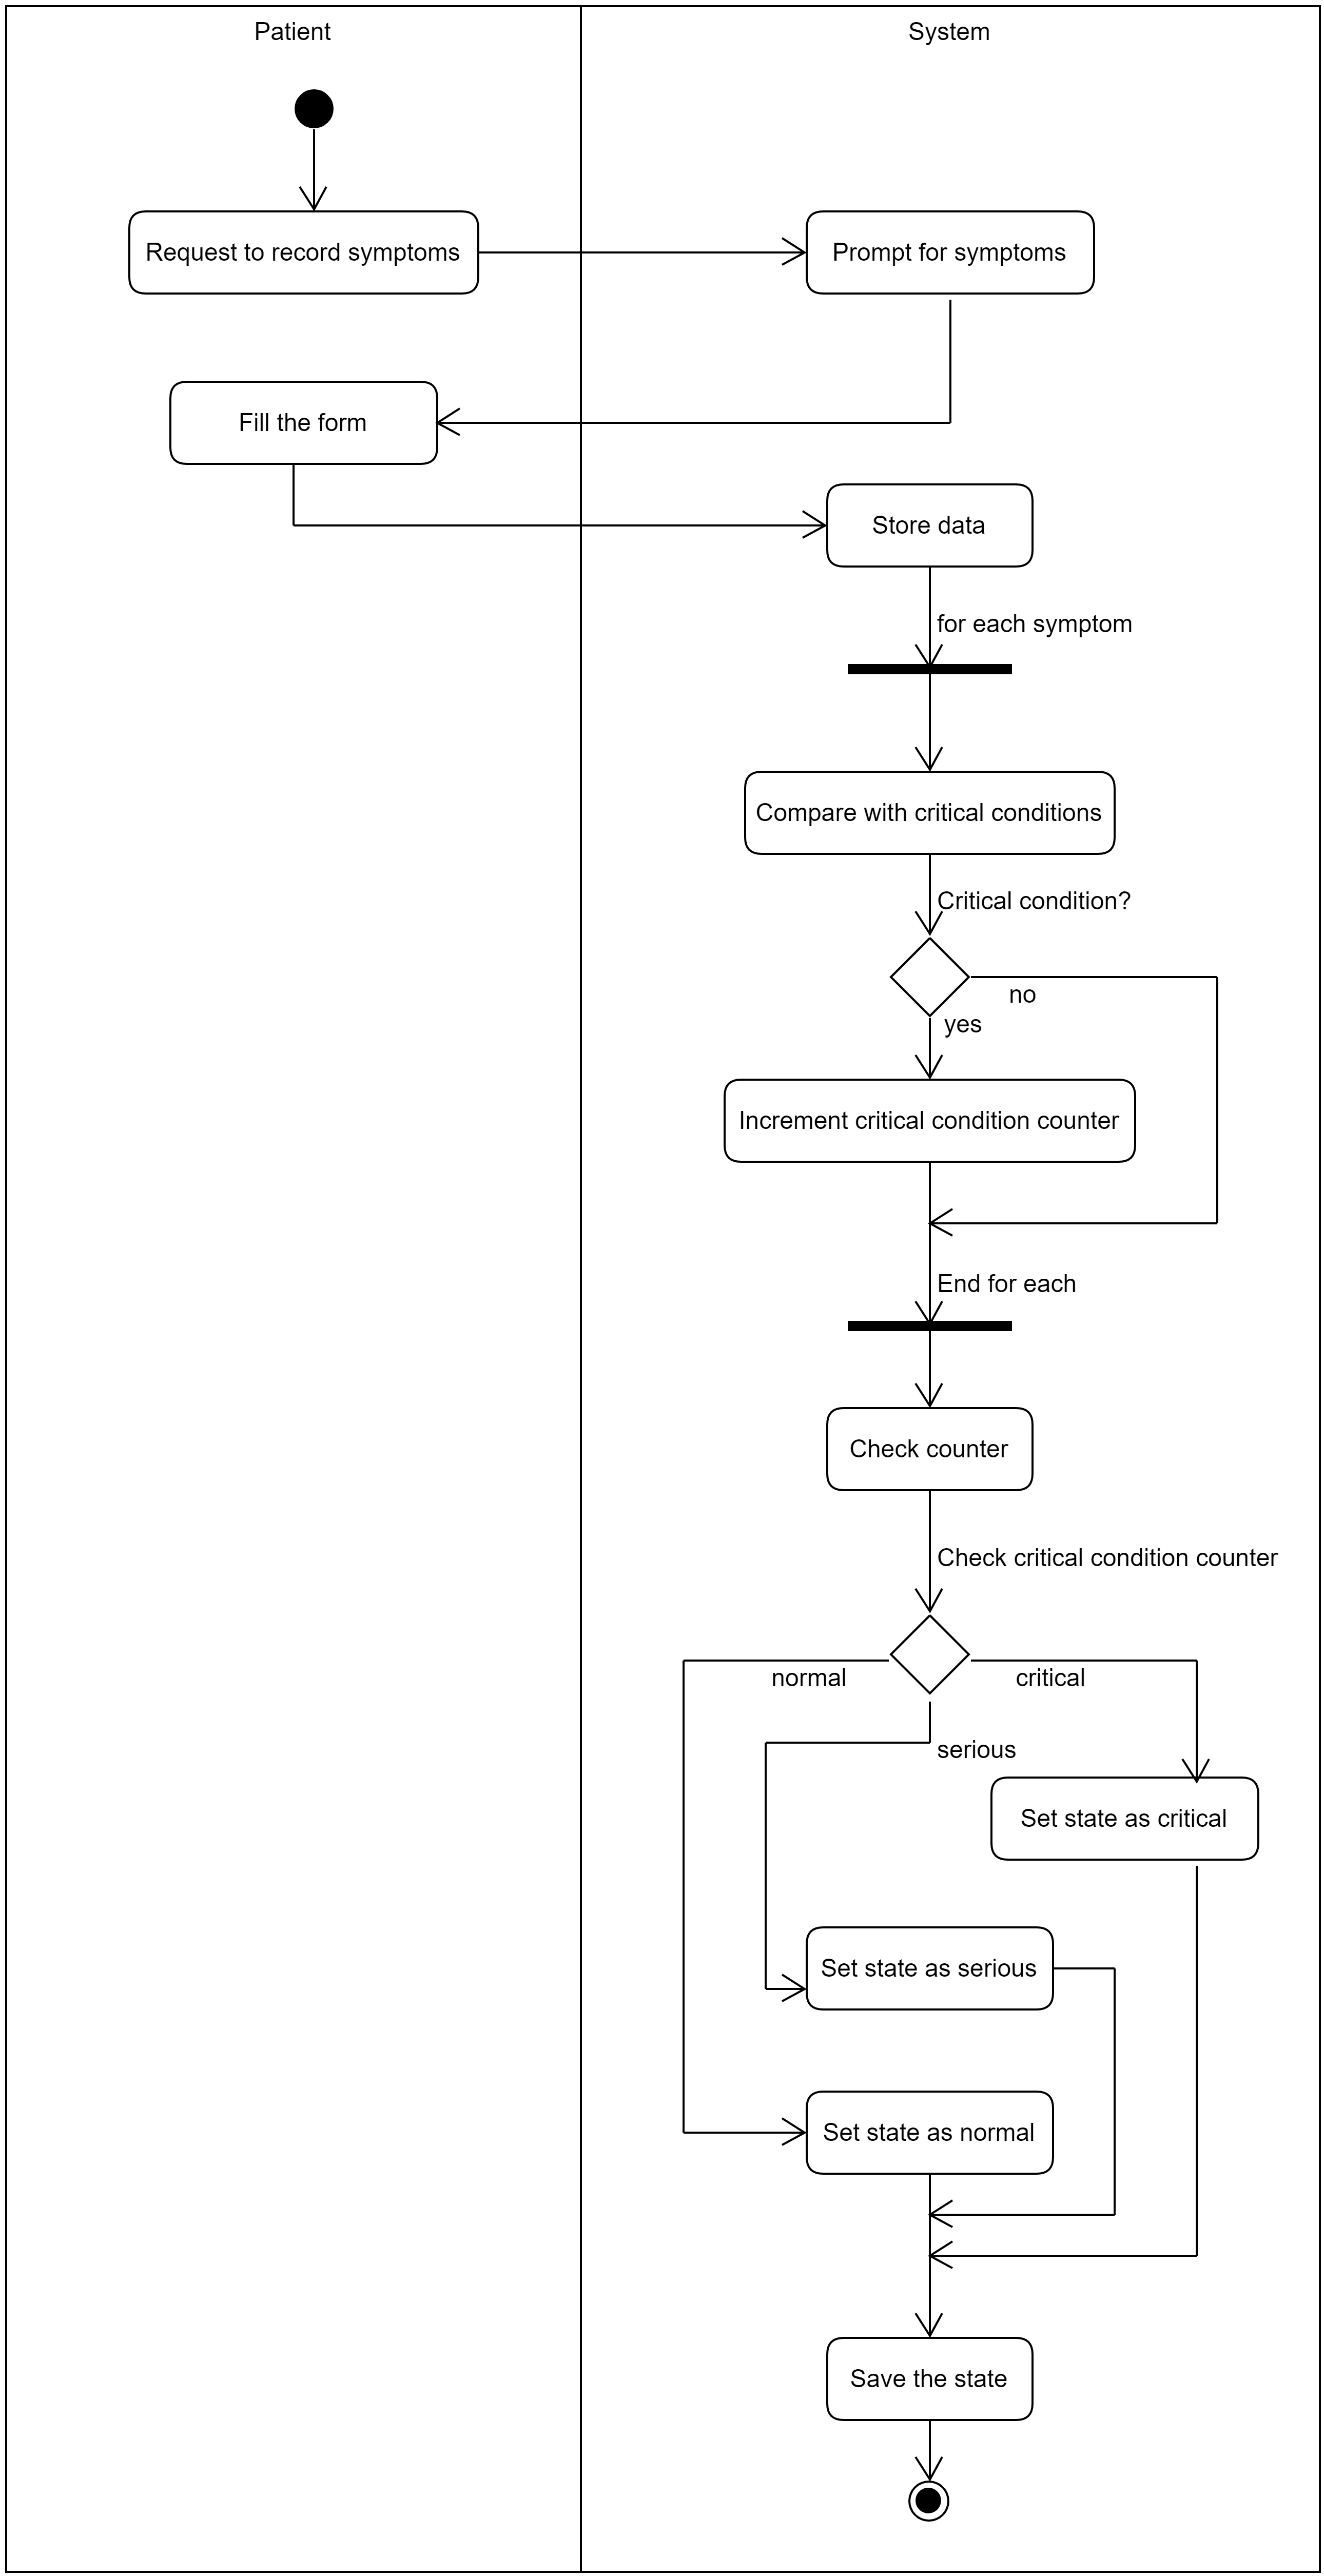 Patient
System
Request to record symptoms
Prompt for symptoms
Fill the form
Store data
for each symptom
Compare with critical conditions
Critical condition?
no
yes
Increment critical condition counter
End for each
Check counter
Check critical condition counter
normal
critical
serious
Set state as critical
Set state as serious
Set state as normal
Save the state